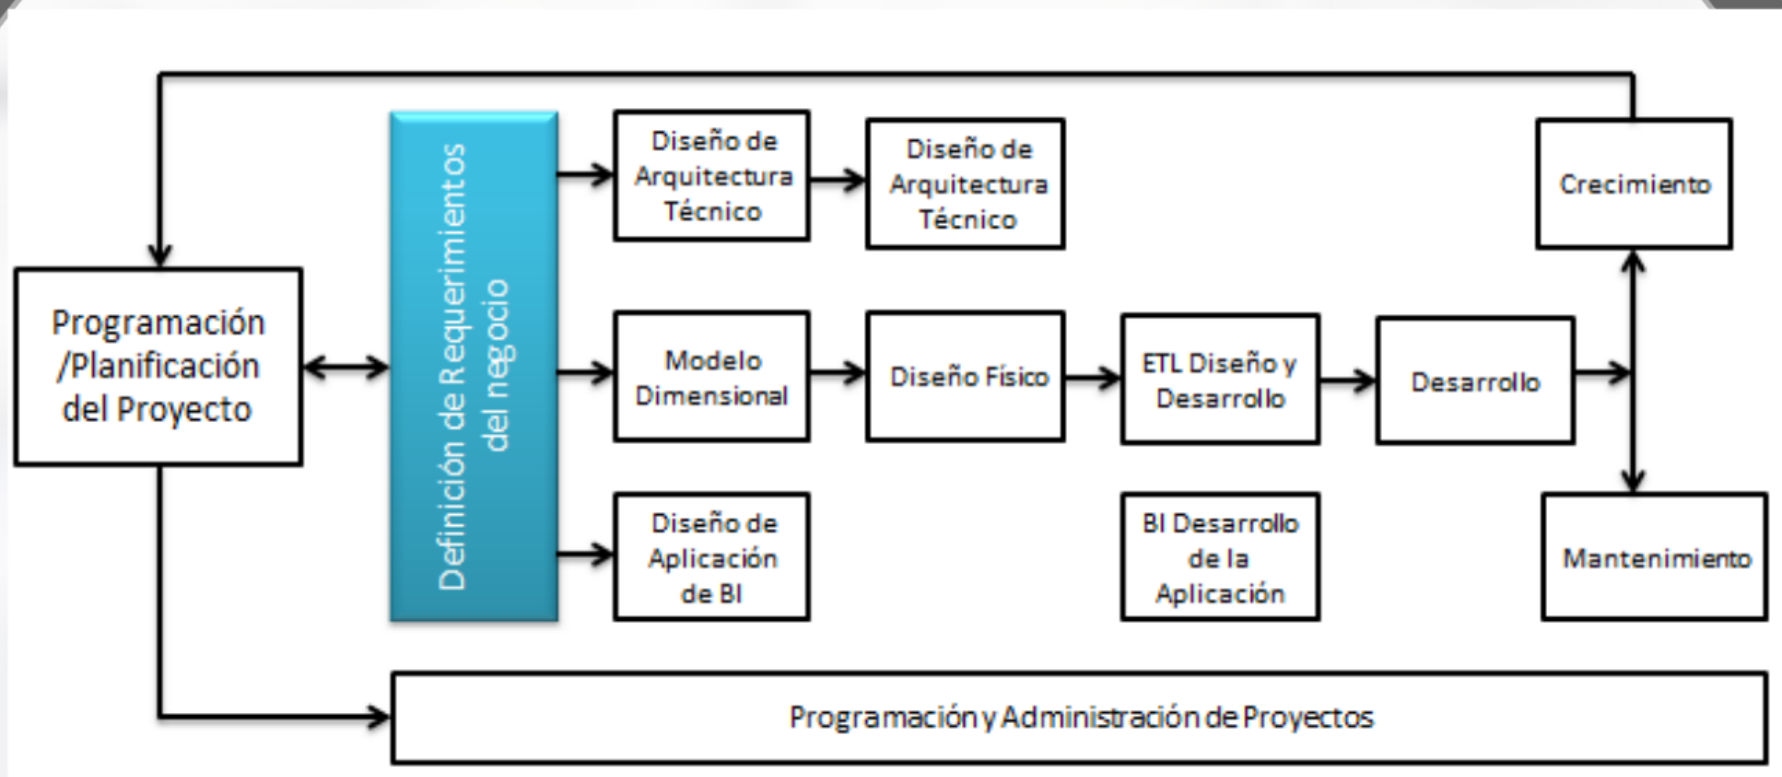 Programación
/Planificación
del Proyecto
Definición de Requerimientos
del negocio
Diseño de
Arquitectura
Técnico
Diseño de
Arquitectura
Técnico
Modelo
Dimensional
Diseño Físico
ETL Diseño y
Desarrollo
Desarrollo
Crecimiento
Diseño de
Aplicación
de BI
BI Desarrollo
de la
Aplicación
Mantenimiento
Programación y Administración de Proyectos